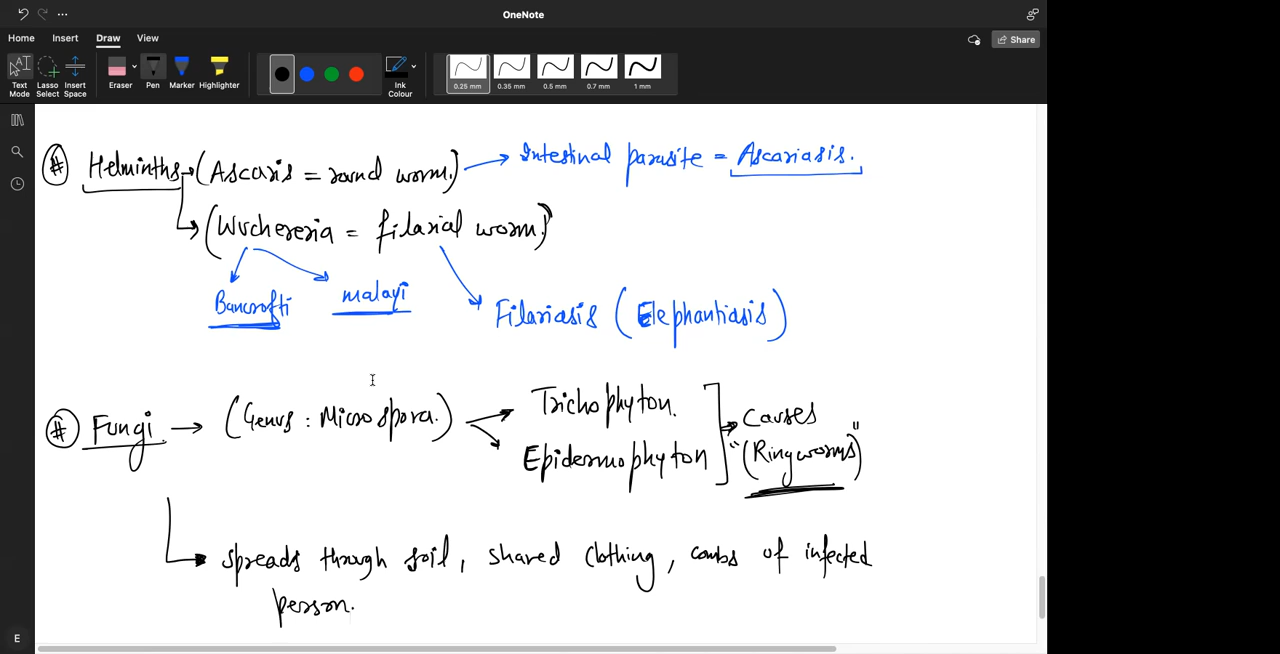 OneNote
Home Insert Draw View
Share
Text Mode
Lasso Select
Insert Space
Eraser
Pen
Marker
Highlighter
Ink Colour
0.25 mm 0.35 mm 0.5 mm 0.7 mm 1 mm
# Helminths → (Ascaris = round worm.) → Intestinal parasite = Ascariasis.
→ (Wuchereria = filarial worm.)
Bancrofti malayi
Filariasis (Elephantiasis)
# Fungi → (Genus : Microspora.) → Trichophyton.
Epidermophyton
→ causes
"(Ringworms)"
→ spreads through soil, shared clothing, combs of infected
person.
E